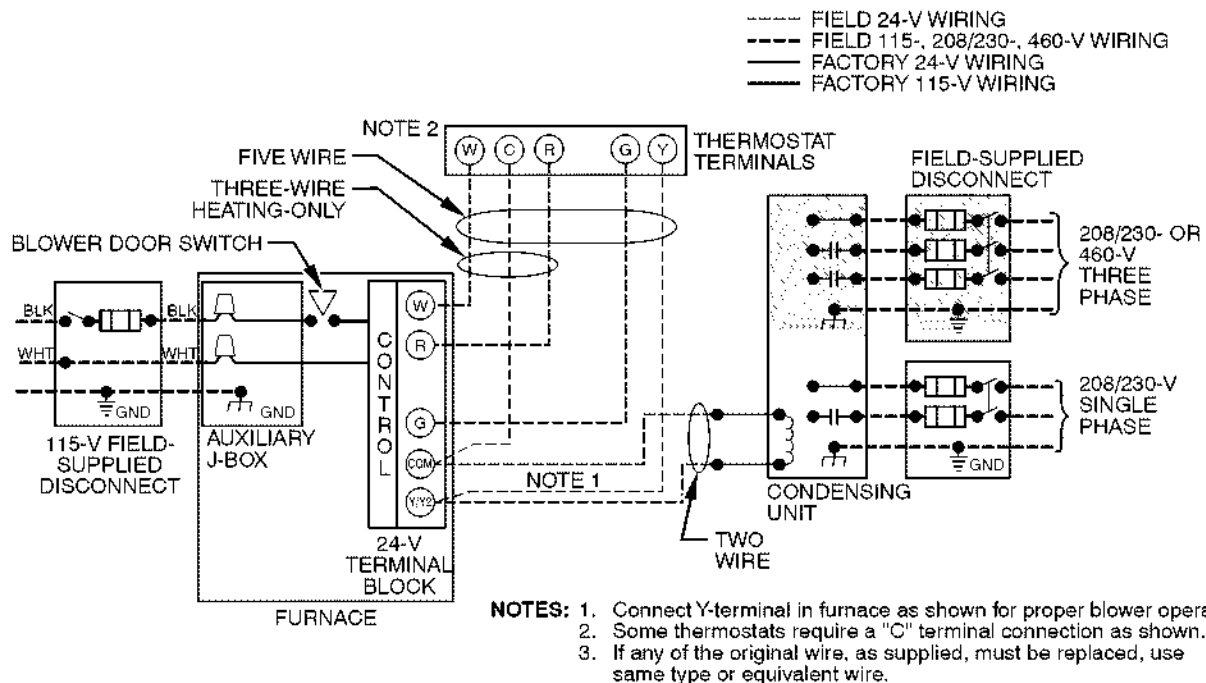 FIELD 24-V WIRING
FIELD 115-, 208/230-, 460-V WIRING
FACTORY 24-V WIRING
FACTORY 115-V WIRING
NOTE 2
W C R G Y
THERMOSTAT
TERMINALS
FIVE WIRE
THREE-WIRE
HEATING-ONLY
BLOWER DOOR SWITCH
FIELD-SUPPLIED
DISCONNECT
208/230- OR
460-V
THREE
PHASE
BLK
BLK
WHT
WHT
GND
GND
115-V FIELD-
SUPPLIED
DISCONNECT
AUXILIARY
J-BOX
CONTROL
W
R
G
COM
Y/Y2
24-V
TERMINAL
BLOCK
FURNACE
NOTE 1
TWO
WIRE
CONDENSING
UNIT
208/230-V
SINGLE
PHASE
GND
NOTES: 1. Connect Y-terminal in furnace as shown for proper blower opera
2. Some thermostats require a "C" terminal connection as shown.
3. If any of the original wire, as supplied, must be replaced, use
same type or equivalent wire.